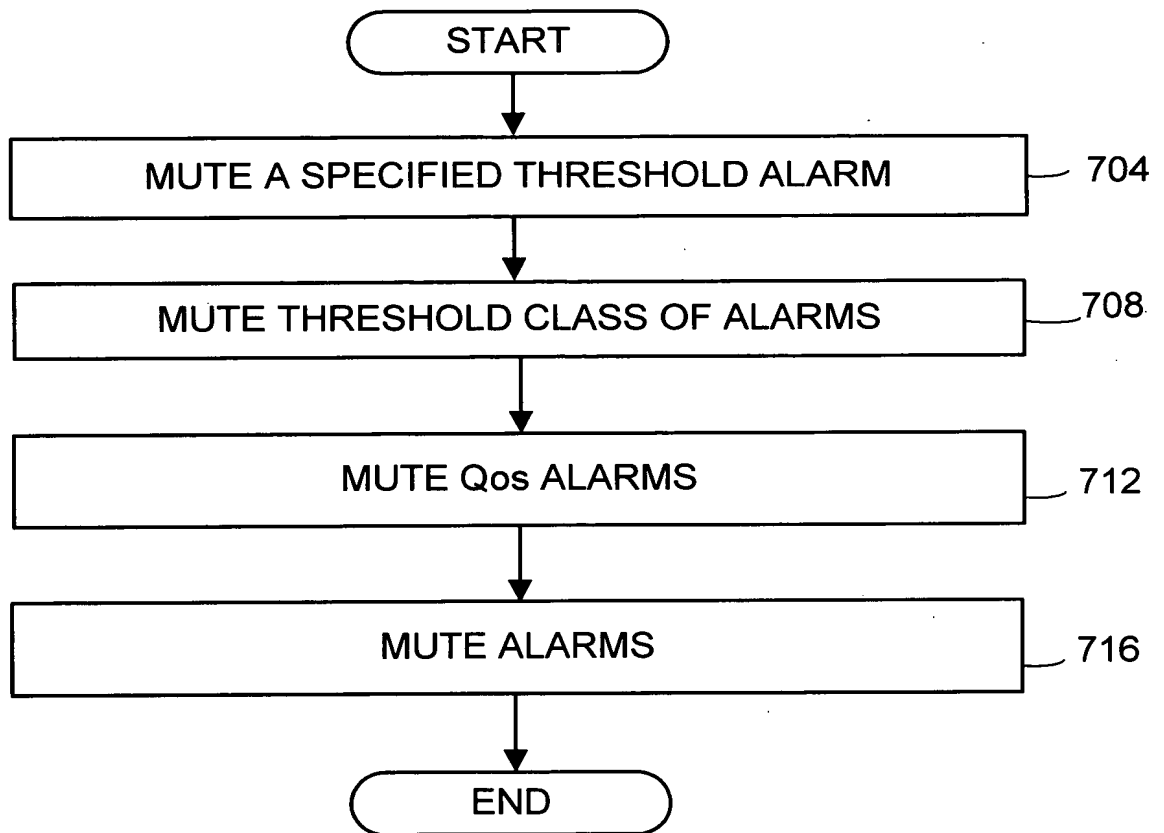 START
MUTE A SPECIFIED THRESHOLD ALARM
704
MUTE THRESHOLD CLASS OF ALARMS
708
MUTE Qos ALARMS
712
MUTE ALARMS
716
END